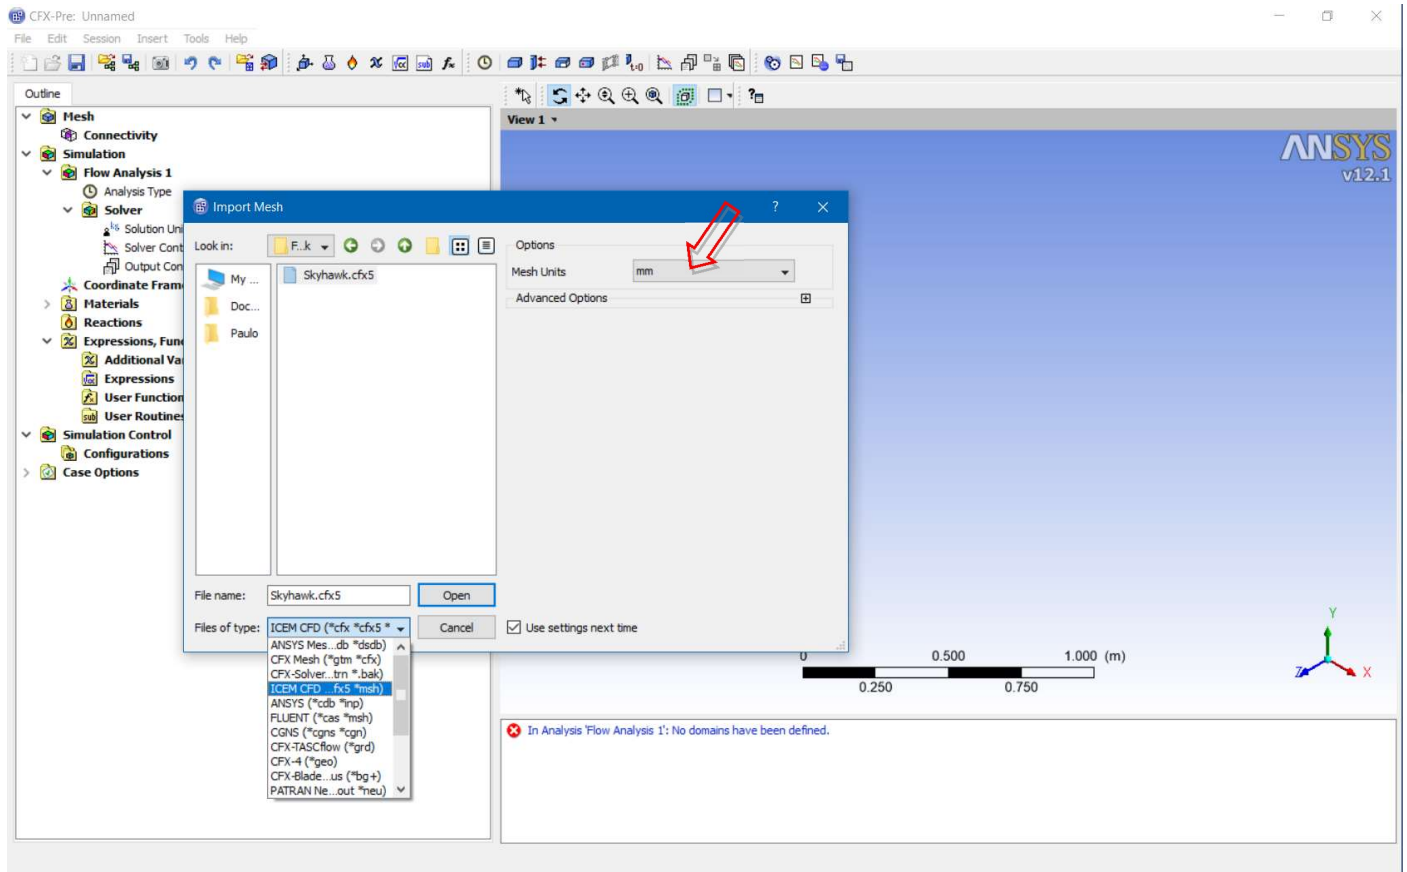 CFX-Pre: Unnamed
File Edit Session Insert Tools Help
Outline
Mesh
Connectivity
Simulation
Flow Analysis 1
Analysis Type
Solver
Solution Uni
Solver Cont
Output Con
Coordinate Fram
Materials
Reactions
Expressions, Fun
Additional Va
Expressions
User Function
User Routines
Simulation Control
Configurations
Case Options
View 1
ANSYS
v12.1
Import Mesh
Look in:
F...k
My ...
Doc...
Paulo
Skyhawk.cfx5
Options
Mesh Units
mm
Advanced Options
File name:
Skyhawk.cfx5
Open
Files of type:
ICEM CFD (*cfx *cfx5 *
Cancel
Use settings next time
ANSYS Mes...db *dsdb)
CFX Mesh (*gtm *cfx)
CFX-Solver...trn *.bak)
ICEM CFD ...fx5 *msh)
ANSYS (*cdb *inp)
FLUENT (*cas *msh)
CGNS (*cgns *cgn)
CFX-TASCflow (*grd)
CFX-4 (*geo)
CFX-Blade...us (*bg+)
PATRAN Ne...out *neu)
0 0.500 1.000 (m)
0.250 0.750
Y
Z X
In Analysis 'Flow Analysis 1': No domains have been defined.